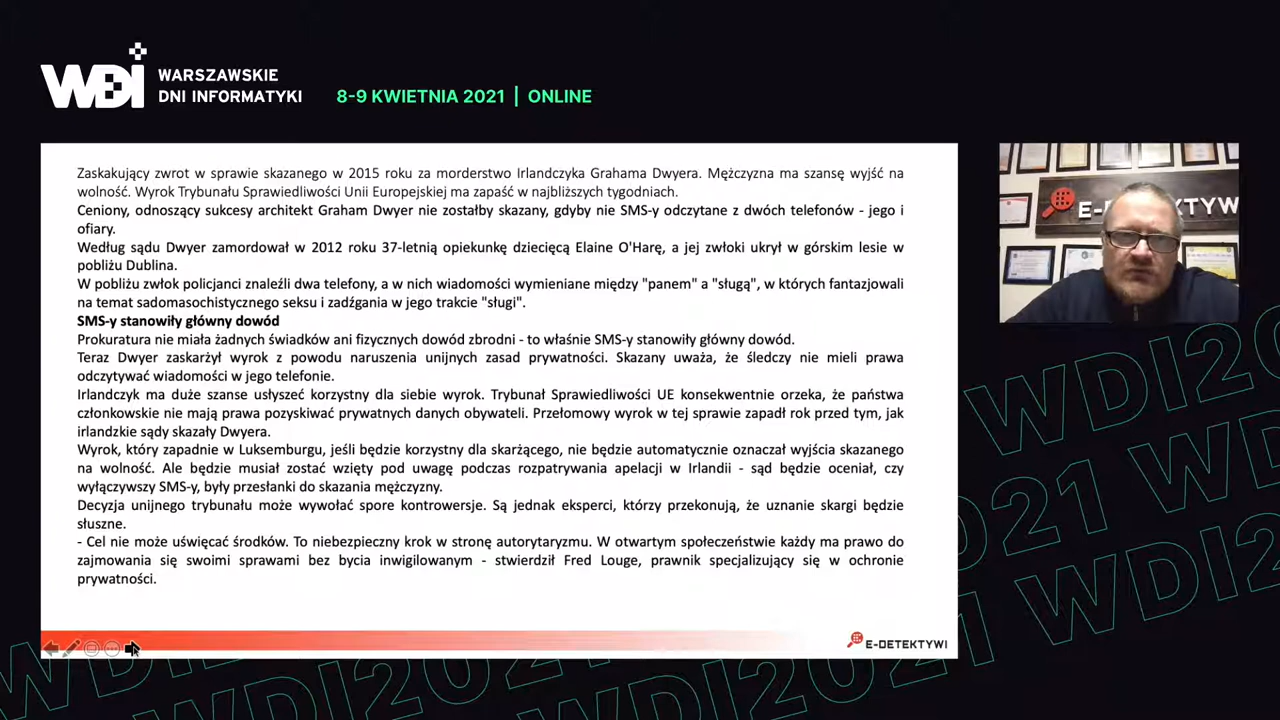 WDI
WARSZAWSKIE
DNI INFORMATYKI
8-9 KWIETNIA 2021 | ONLINE
Zaskakujący zwrot w sprawie skazanego w 2015 roku za morderstwo Irlandczyka Grahama Dwyera. Mężczyzna ma szansę wyjść na
wolność. Wyrok Trybunału Sprawiedliwości Unii Europejskiej ma zapaść w najbliższych tygodniach.
Ceniony, odnoszący sukcesy architekt Graham Dwyer nie zostałby skazany, gdyby nie SMS-y odczytane z dwóch telefonów - jego i
ofiary.
Według sądu Dwyer zamordował w 2012 roku 37-letnią opiekunkę dziecięcą Elaine O'Harę, a jej zwłoki ukrył w górskim lesie w
pobliżu Dublina.
W pobliżu zwłok policjanci znaleźli dwa telefony, a w nich wiadomości wymieniane między "panem" a "sługą", w których fantazjowali
na temat sadomasochistycznego seksu i zadźgania w jego trakcie "sługi".
SMS-y stanowiły główny dowód
Prokuratura nie miała żadnych świadków ani fizycznych dowód zbrodni - to właśnie SMS-y stanowiły główny dowód.
Teraz Dwyer zaskarżył wyrok z powodu naruszenia unijnych zasad prywatności. Skazany uważa, że śledczy nie mieli prawa
odczytywać wiadomości w jego telefonie.
Irlandczyk ma duże szanse usłyszeć korzystny dla siebie wyrok. Trybunał Sprawiedliwości UE konsekwentnie orzeka, że państwa
członkowskie nie mają prawa pozyskiwać prywatnych danych obywateli. Przełomowy wyrok w tej sprawie zapadł rok przed tym, jak
irlandzkie sądy skazały Dwyera.
Wyrok, który zapadnie w Luksemburgu, jeśli będzie korzystny dla skarżącego, nie będzie automatycznie oznaczał wyjścia skazanego
na wolność. Ale będzie musiał zostać wzięty pod uwagę podczas rozpatrywania apelacji w Irlandii - sąd będzie oceniał, czy
wyłączywszy SMS-y, były przesłanki do skazania mężczyzny.
Decyzja unijnego trybunału może wywołać spore kontrowersje. Są jednak eksperci, którzy przekonują, że uznanie skargi będzie
słuszne.
- Cel nie może uświęcać środków. To niebezpieczny krok w stronę autorytaryzmu. W otwartym społeczeństwie każdy ma prawo do
zajmowania się swoimi sprawami bez bycia inwigilowanym - stwierdził Fred Louge, prawnik specjalizujący się w ochronie
prywatności.
E-DETEKTYWI
E-DETEKTYW
WDI2021 WDI2021 WDI2021